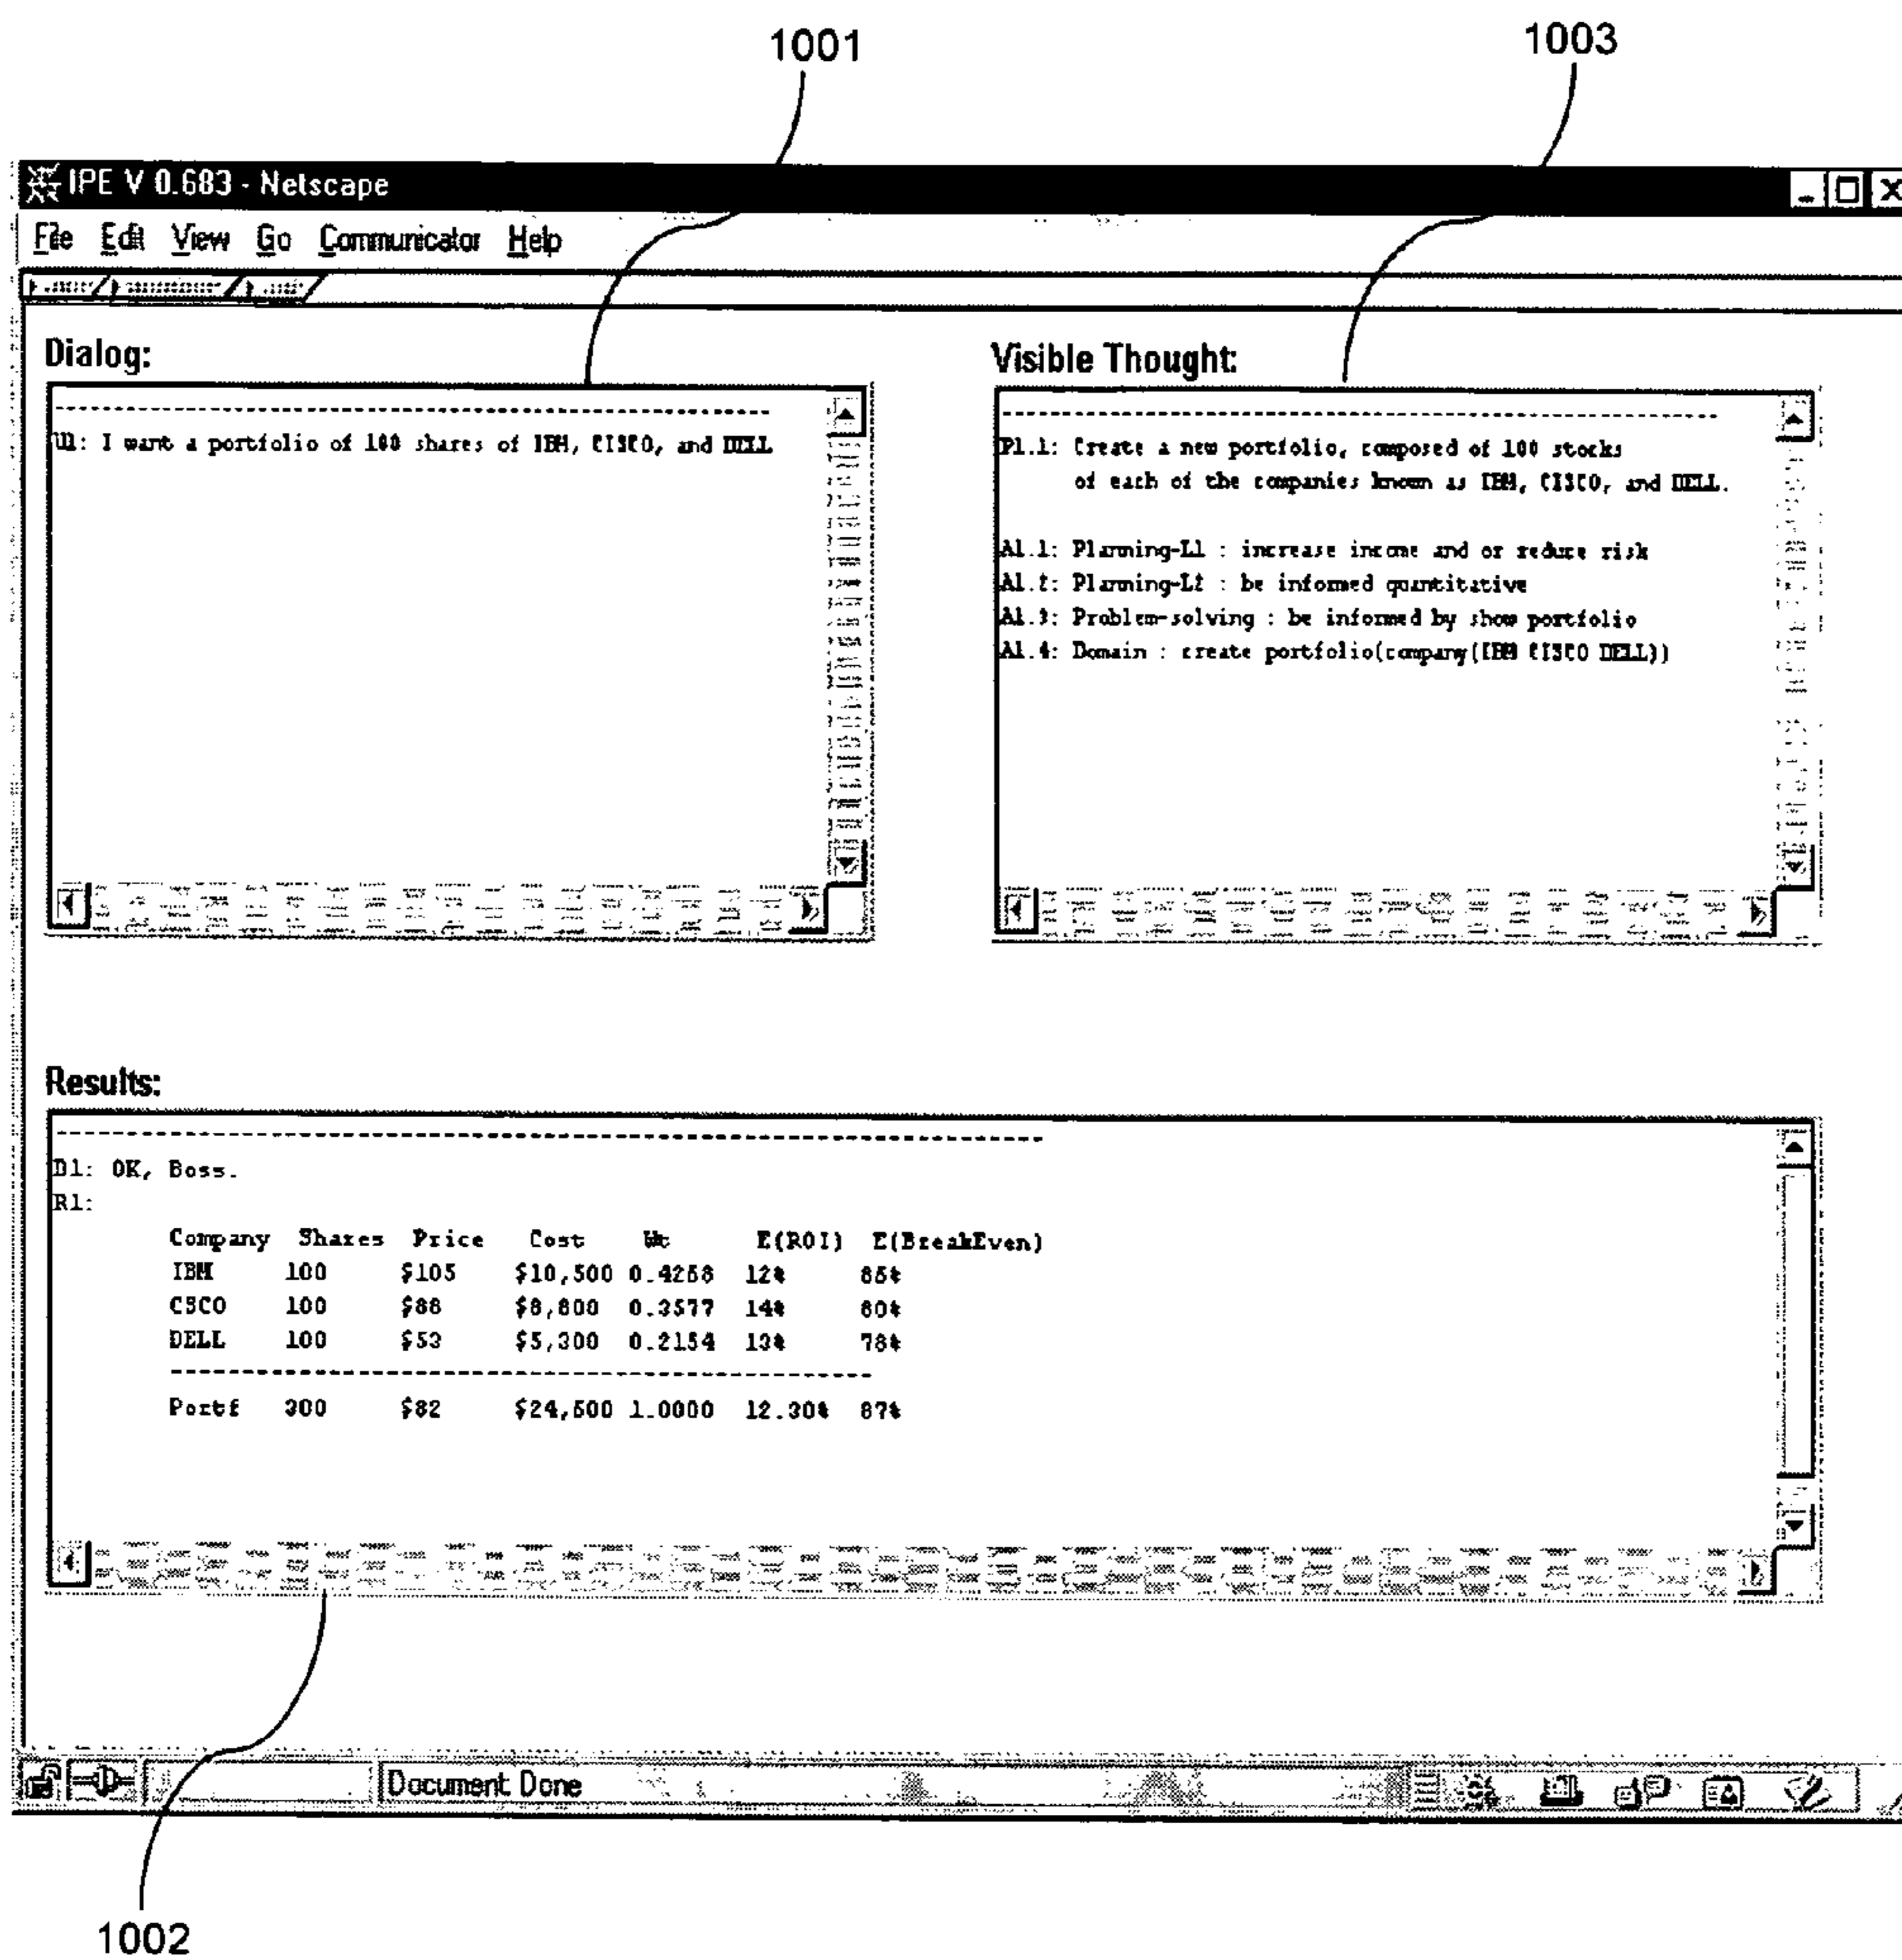 1001
1003
IPE V 0.683 - Netscape
File Edit View Go Communicator Help
Dialog:
U1: I want a portfolio of 100 shares of IBM, CISCO, and DELL
Visible Thought:
P1.1: Create a new portfolio, composed of 100 stocks
of each of the companies known as IBM, CISCO, and DELL.
A1.1: Planning-L1 : increase income and or reduce risk
A1.2: Planning-L2 : be informed quantitative
A1.3: Problem-solving : be informed by show portfolio
A1.4: Domain : create portfolio(company(IBM CISCO DELL))
Results:
D1: OK, Boss.
R1:
Company Shares Price Cost Wt E(ROI) E(BreakEven)
IBM 100 $105 $10,500 12%
CSCO 100 $88 $8,800 0.3577 14% 80%
DELL 100 $53 $5,300 0.2154 13% 78%
Portf 300 $82 $24,600 1.0000 12.30% 87%
Document Done
1002